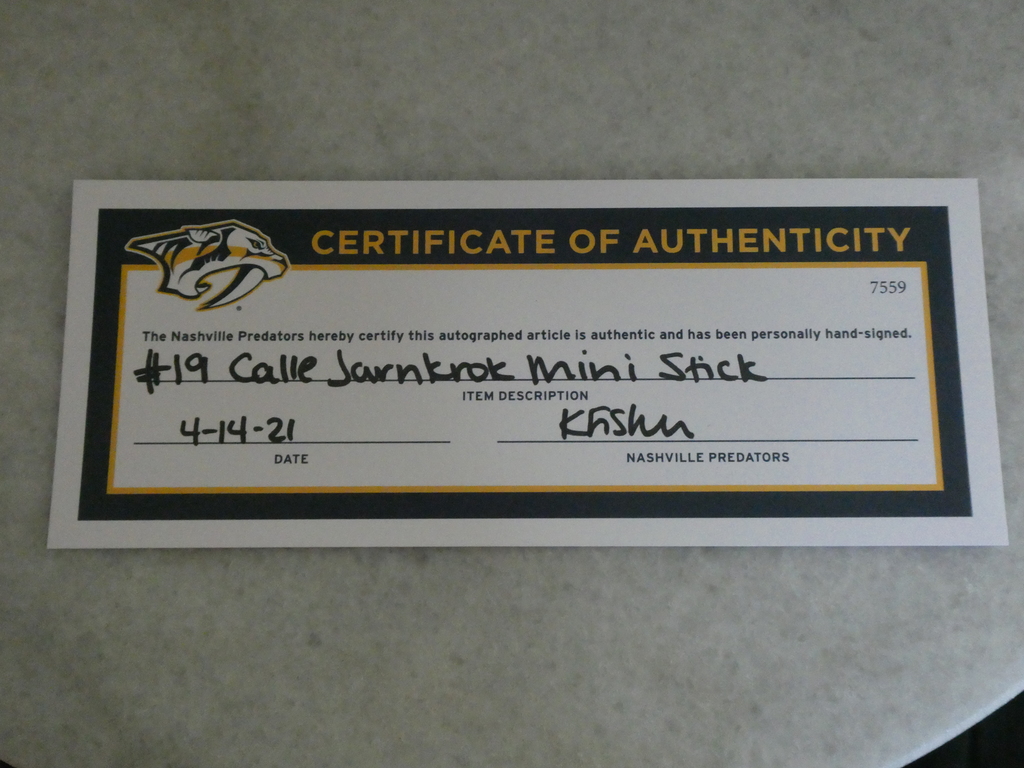 CERTIFICATE OF AUTHENTICITY
7559
The Nashville Predators hereby certify this autographed article is authentic and has been personally hand-signed.
#19 Calle Jarnkrok Mini Stick
ITEM DESCRIPTION
4-14-21
DATE
NASHVILLE PREDATORS